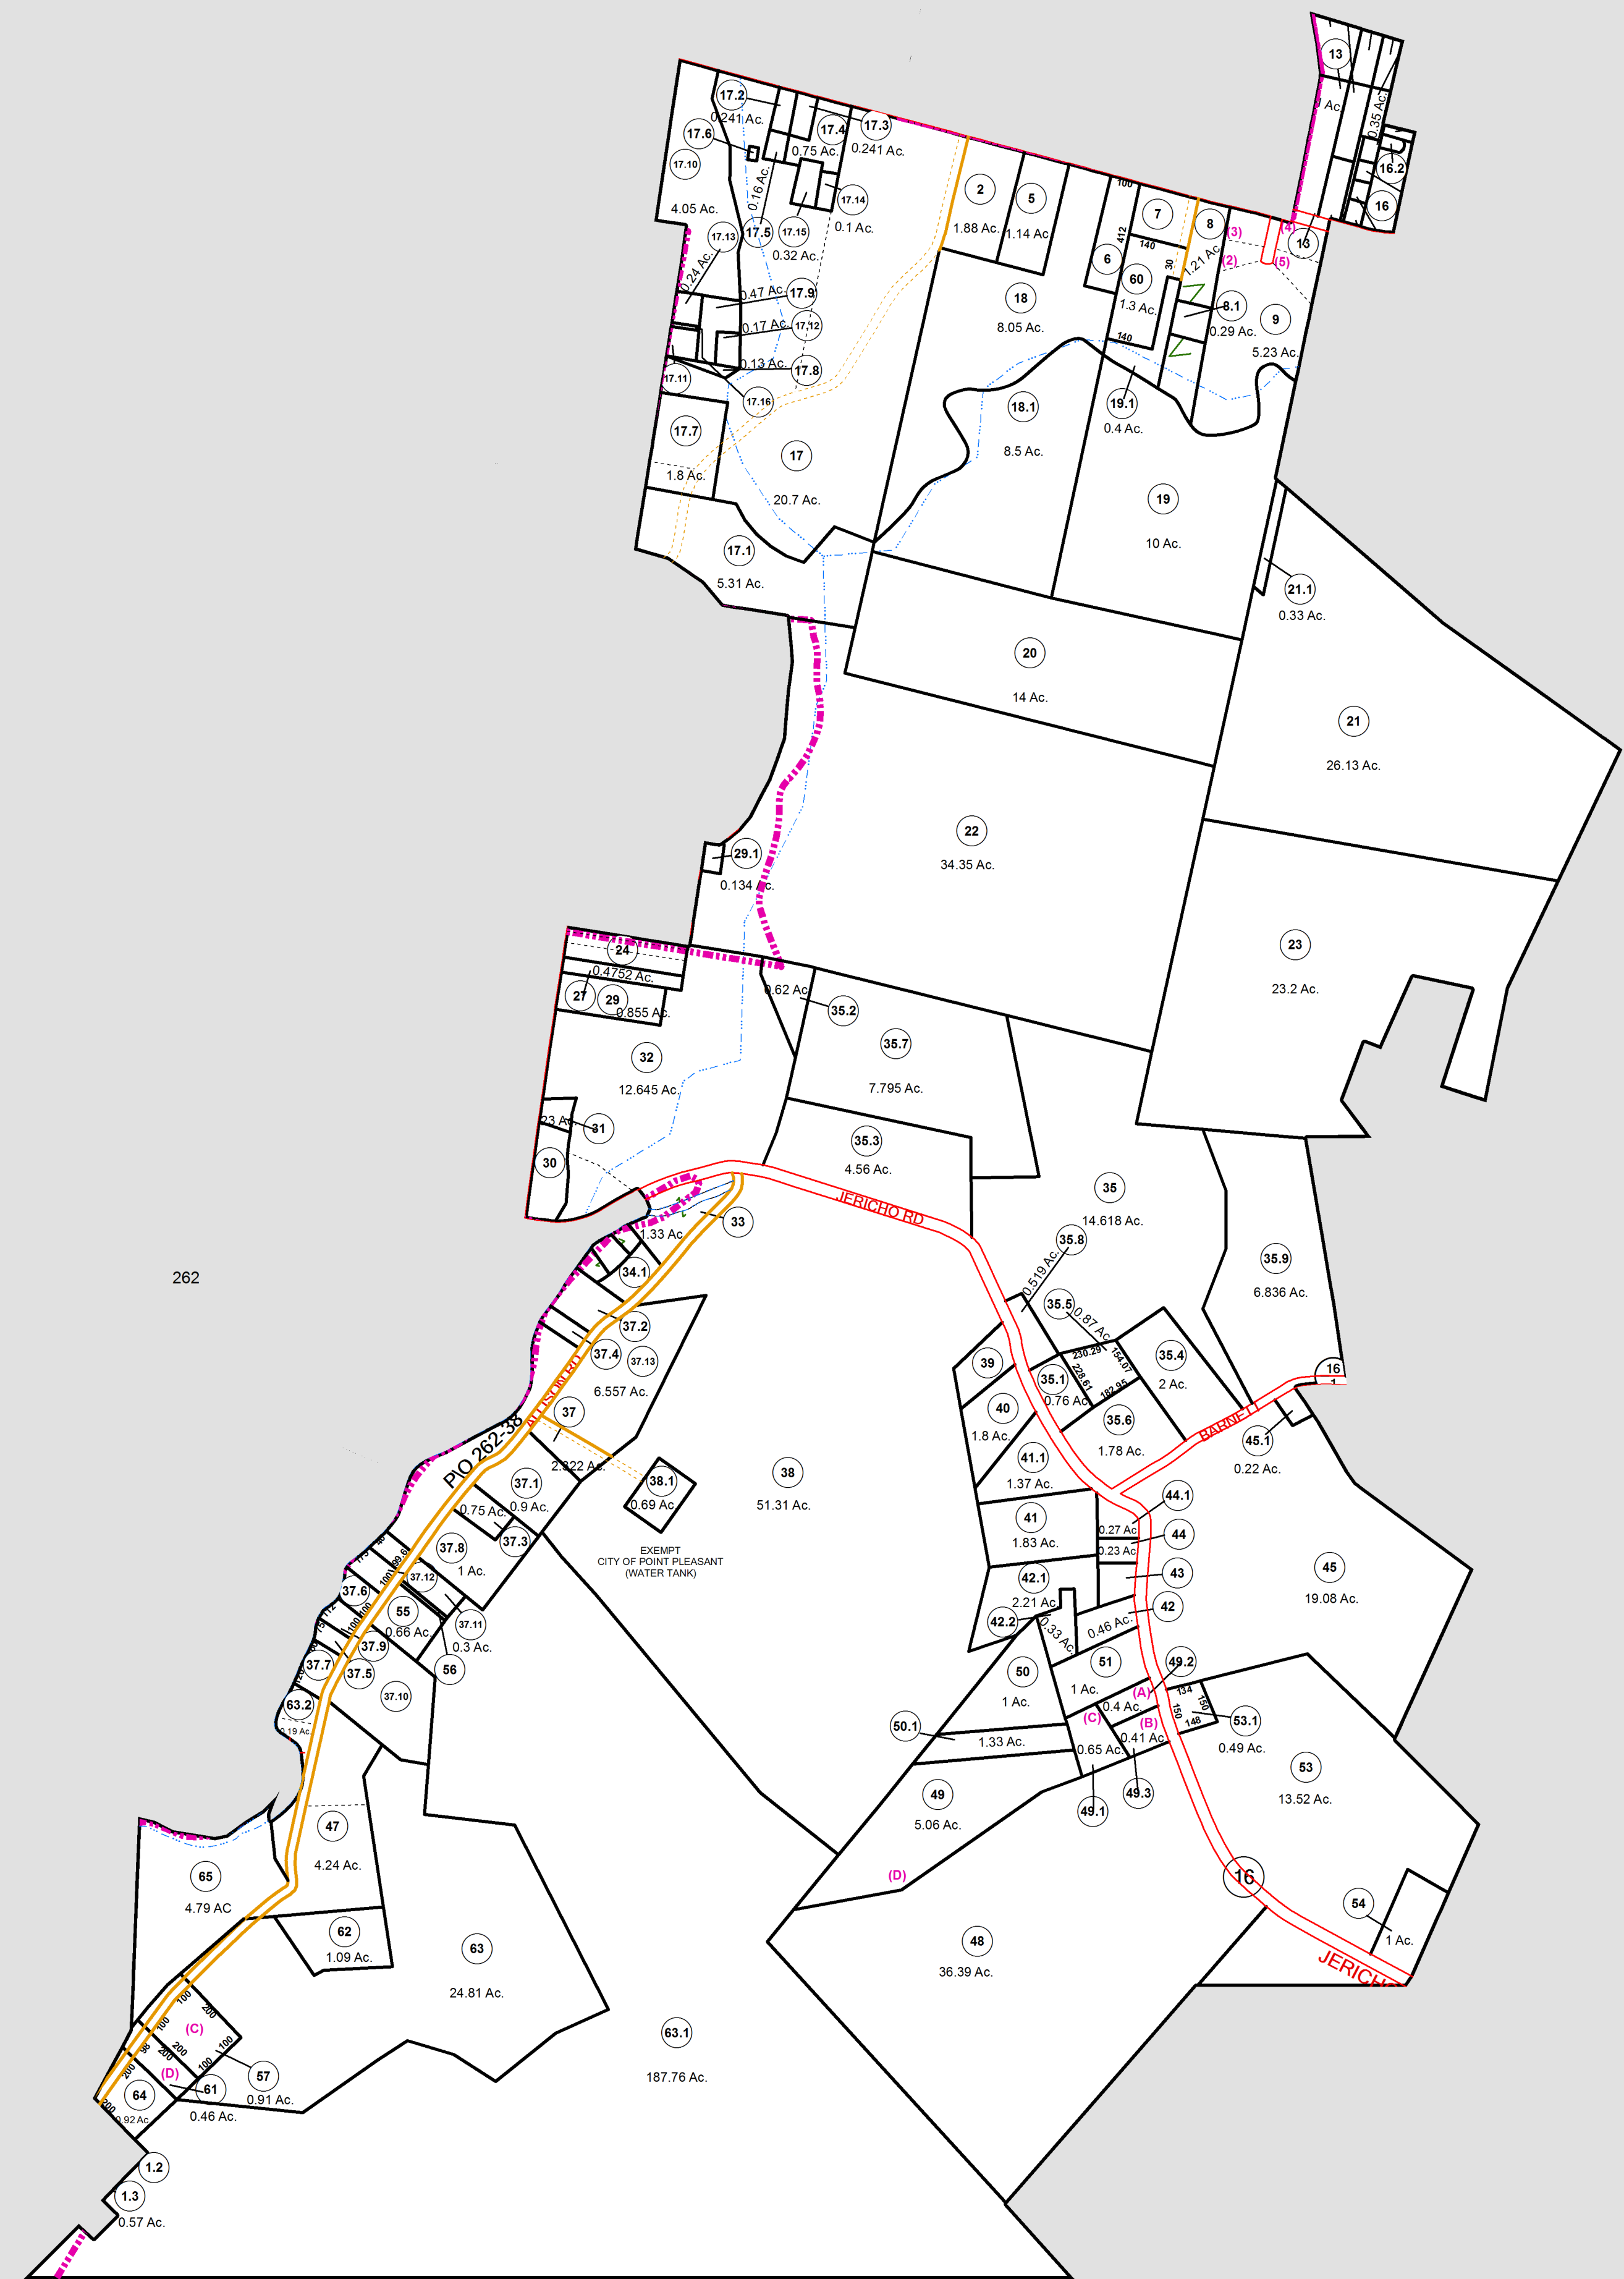 13
Ac.
0.35 Ac.
16.2
16
17.2
0.241 Ac.
17.6
17.10
4.05 Ac.
17.4
0.75 Ac.
17.3
0.241 Ac.
0.16 Ac.
17.14
0.1 Ac.
17.13
17.5
17.15
0.32 Ac.
0.24 Ac.
2
1.88 Ac.
5
1.14 Ac.
100
7
412
140
30
8
1.21 Ac.
(3)
(4)
13
(2)
(5)
6
60
1.3 Ac.
140
8.1
0.29 Ac.
9
5.23 Ac.
0.47 Ac.
17.9
0.17 Ac.
17.12
0.13 Ac.
17.8
17.11
17.16
18
8.05 Ac.
17.7
1.8 Ac.
17
20.7 Ac.
18.1
8.5 Ac.
19.1
0.4 Ac.
19
10 Ac.
17.1
5.31 Ac.
21.1
0.33 Ac.
20
14 Ac.
21
26.13 Ac.
22
34.35 Ac.
29.1
0.134 Ac.
23
23.2 Ac.
24
0.4752 Ac.
27
29
0.855 Ac.
0.62 Ac.
35.2
32
12.645 Ac.
35.7
7.795 Ac.
23 Ac.
31
30
35.3
4.56 Ac.
JERICHO RD
33
1.33 Ac.
35
14.618 Ac.
35.8
0.519 Ac.
35.9
6.836 Ac.
34.1
262
37.2
37.4
37.13
6.557 Ac.
ALLISON RD
37
2.322 Ac.
P\O 262-38
35.5
0.87 Ac.
230.29
154.07
228.61
182.95
35.4
2 Ac.
39
35.1
0.76 Ac.
35.6
1.78 Ac.
16
1
40
1.8 Ac.
41.1
1.37 Ac.
BARNETT
45.1
0.22 Ac.
38.1
0.69 Ac.
38
51.31 Ac.
37.1
0.9 Ac.
0.75 Ac.
37.3
37.8
1 Ac.
EXEMPT
CITY OF POINT PLEASANT
(WATER TANK)
41
1.83 Ac.
44.1
0.27 Ac.
44
0.23 Ac.
43
42.1
2.21 Ac.
42.2
0.33 Ac.
42
0.46 Ac.
45
19.08 Ac.
100
37.12
37.6
55
0.66 Ac.
37.11
0.3 Ac.
100
100
37.9
37.7
37.5
56
37.10
63.2
0.19 Ac.
50
1 Ac.
51
1 Ac.
49.2
(A)
0.4 Ac.
(C)
(B)
0.41 Ac.
0.65 Ac.
134
150
150
148
53.1
0.49 Ac.
50.1
1.33 Ac.
49.3
49.1
49
5.06 Ac.
(D)
53
13.52 Ac.
47
4.24 Ac.
65
4.79 AC
16
54
1 Ac.
JERICHO
62
1.09 Ac.
63
24.81 Ac.
48
36.39 Ac.
63.1
187.76 Ac.
100
200
(C)
100
98
200
200
100
100
200
(D)
57
0.91 Ac.
61
0.46 Ac.
64
0.92 Ac.
200
1.2
1.3
0.57 Ac.